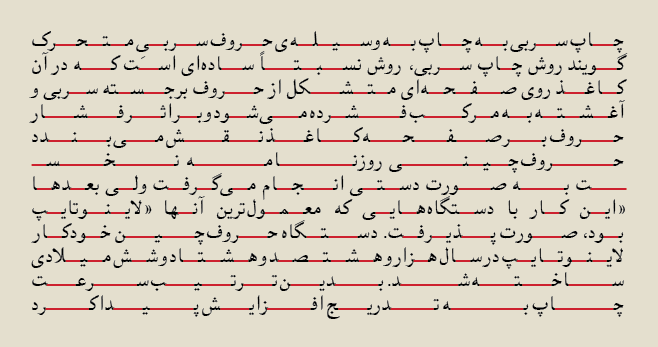 چاپ سربی به چاپ به وسیله‌ی حروف سربیِ متحرک
گویند روش چاپ سربی، روش نسبتاً ساده‌ای است که در آن
کاغذ روی صفحه‌ای متشکل از حروف برجسته سربی و
آغشته به مرکب فشرده می‌شود و بر اثر فشار
حروف بر صفحه کاغذ نقش می‌بندد
حروف‌چینی روزنامه نخس
ت به صورت دستی انجام می‌گرفت ولی بعدها
«این کار با دستگاه‌هایی که معمول‌ترین آنها «لاینوتایپ
بود، صورت پذیرفت. دستگاه حروف‌چین خودکار
لاینوتایپ در سال هزار و هشتصد و هشتاد و شش میلادی
ساخته شد. بدین ترتیب سرعت
چاپ به تدریج افزایش پیدا کرد